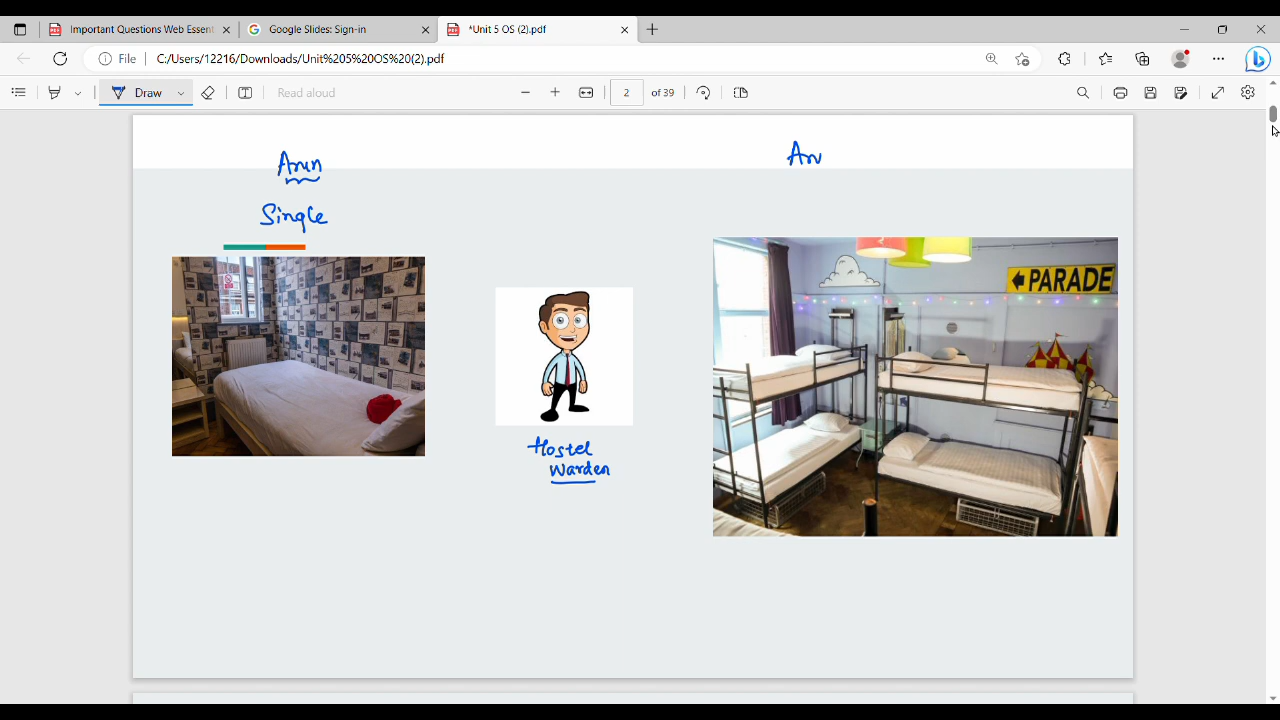 Important Questions Web Essent
Google Slides: Sign-in
*Unit 5 OS (2).pdf
File
C:/Users/12216/Downloads/Unit%205%20OS%20(2).pdf
Draw
Read aloud
2
of 39
Arun
Single
Aru
Hostel
Warden
PARADE